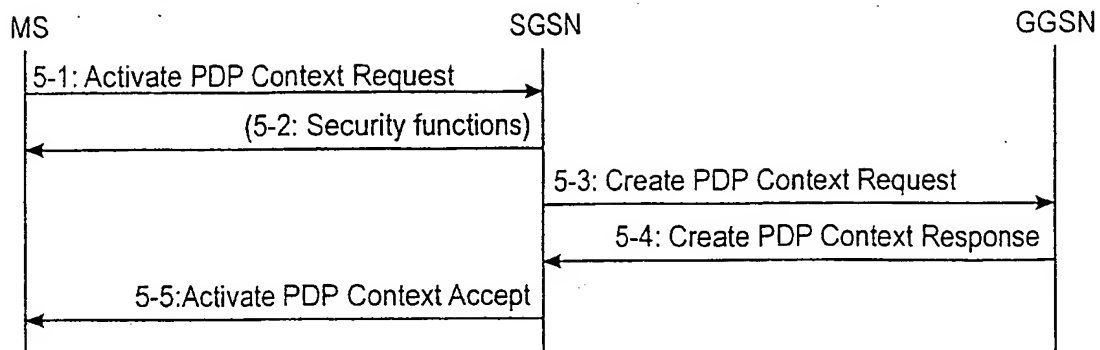 MS SGSN GGSN
5-1: Activate PDP Context Request
(5-2: Security functions)
5-3: Create PDP Context Request
5-4: Create PDP Context Response
5-5:Activate PDP Context Accept